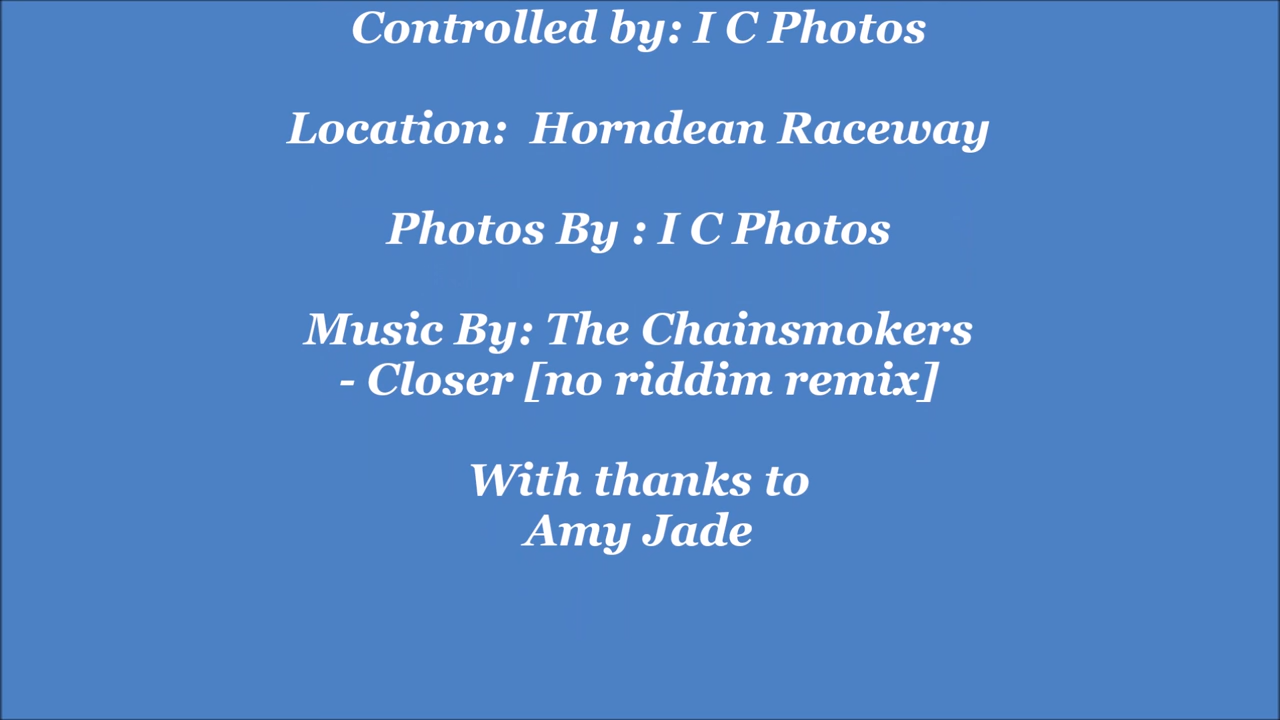 Controlled by: I C Photos
Location:  Horndean Raceway
Photos By : I C Photos
Music By: The Chainsmokers
- Closer [no riddim remix]
With thanks to
Amy Jade